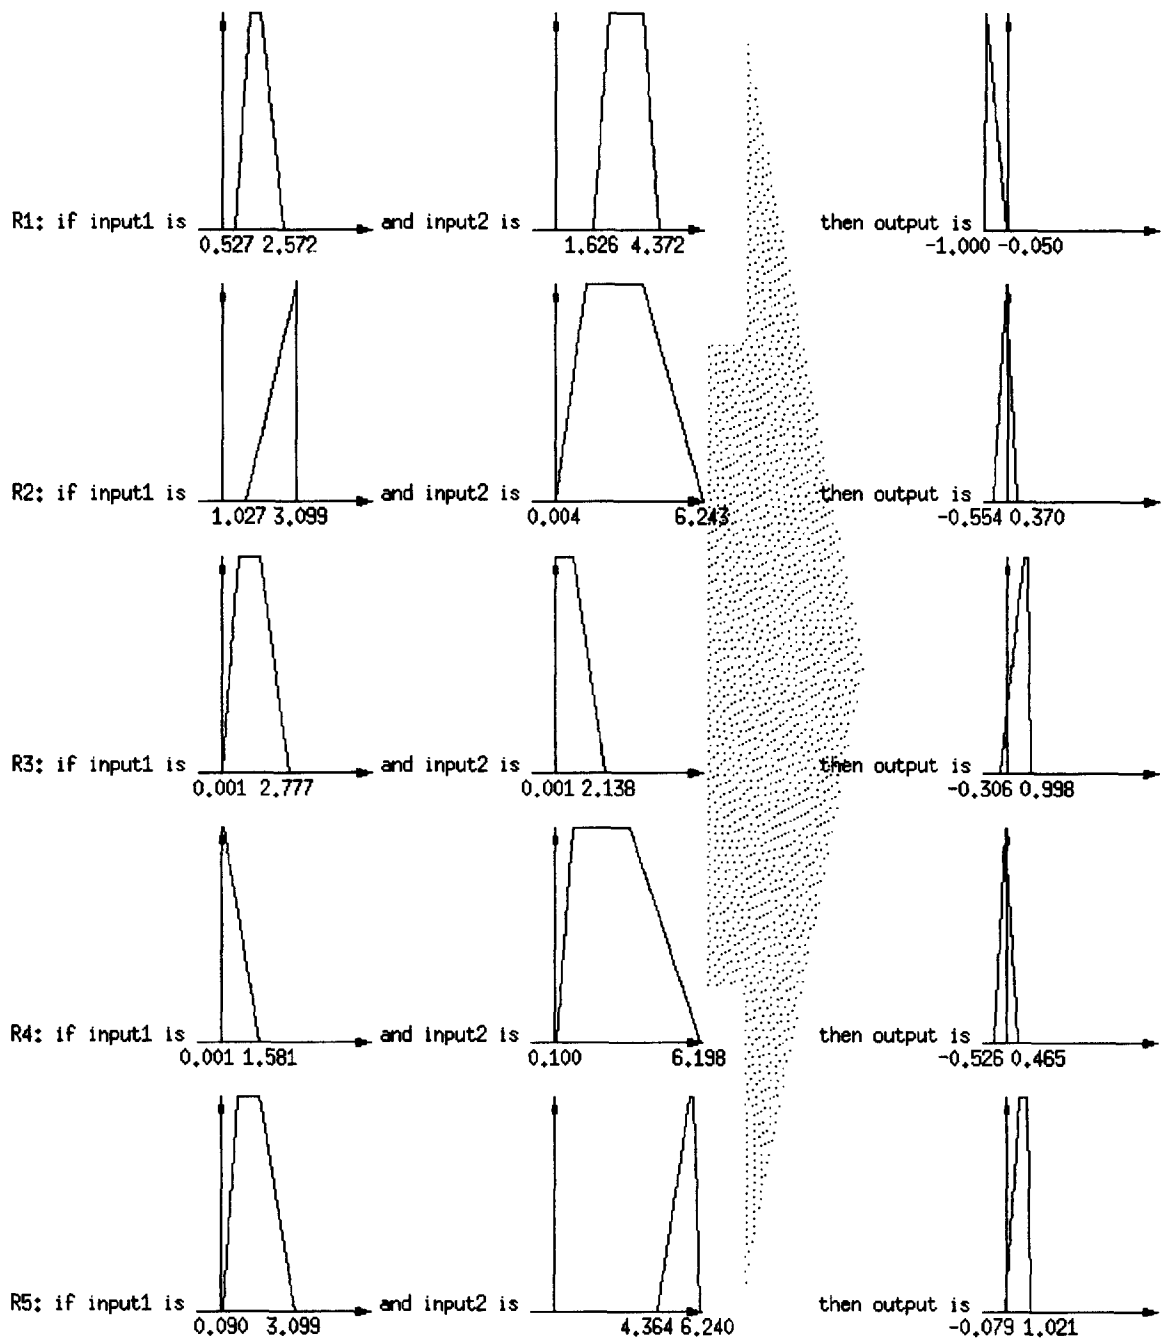 R1: if input1 is and input2 is then output is
0.527 2.572 1.626 4.372 -1.000 -0.050
R2: if input1 is and input2 is then output is
1.027 3.099 0.004 6.243 -0.554 0.370
R3: if input1 is and input2 is then output is
0.001 2.777 0.001 2.138 -0.306 0.998
R4: if input1 is and input2 is then output is
0.001 1.581 0.100 6.198 -0.526 0.465
R5: if input1 is and input2 is then output is
0.090 3.099 4.364 6.240 -0.079 1.021